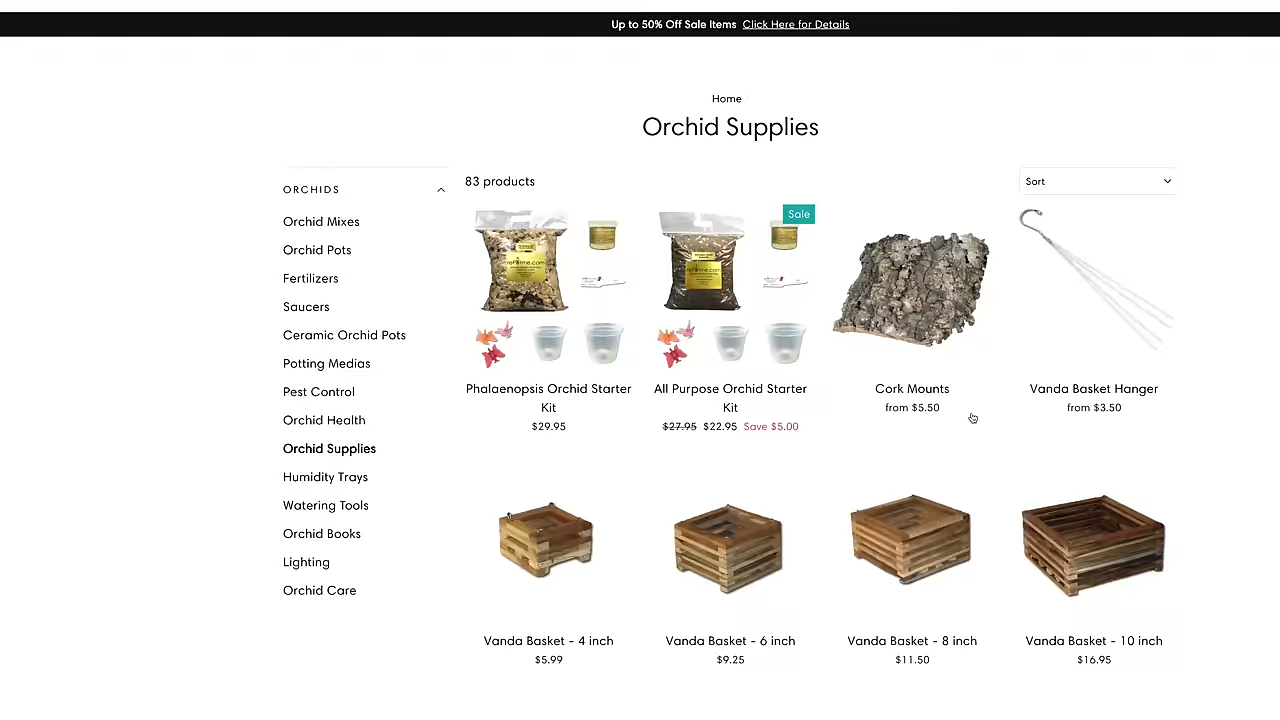 Up to 50% Off Sale Items Click Here for Details
Home
Orchid Supplies
ORCHIDS
Orchid Mixes
Orchid Pots
Fertilizers
Saucers
Ceramic Orchid Pots
Potting Medias
Pest Control
Orchid Health
Orchid Supplies
Humidity Trays
Watering Tools
Orchid Books
Lighting
Orchid Care
83 products
Sort
Sale
Phalaenopsis Orchid Starter
Kit
$29.95
All Purpose Orchid Starter
Kit
$27.95 $22.95 Save $5.00
Cork Mounts
from $5.50
Vanda Basket Hanger
from $3.50
Vanda Basket - 4 inch
$5.99
Vanda Basket - 6 inch
$9.25
Vanda Basket - 8 inch
$11.50
Vanda Basket - 10 inch
$16.95